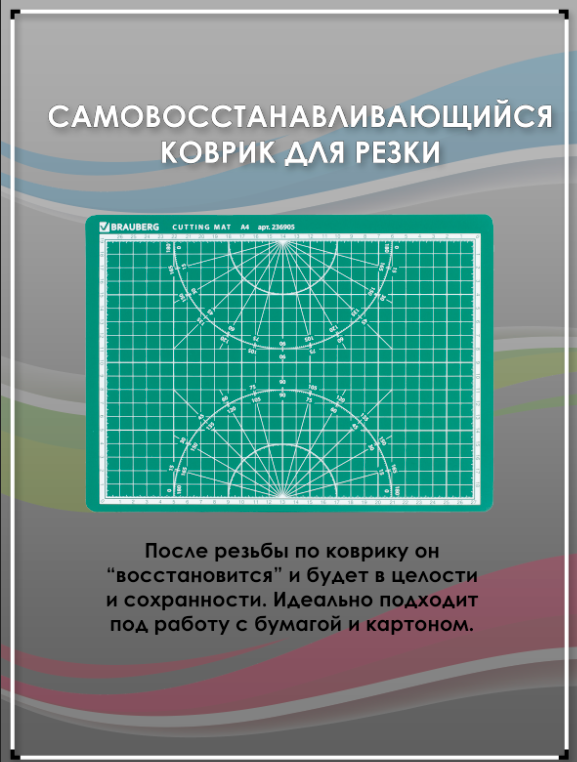 САМОВОССТАНАВЛИВАЮЩИЙСЯ
КОВРИК ДЛЯ РЕЗКИ
BRAUBERG CUTTING MAT A4 арт. 236905
После резьбы по коврику он
“восстановится” и будет в целости
и сохранности. Идеально подходит
под работу с бумагой и картоном.